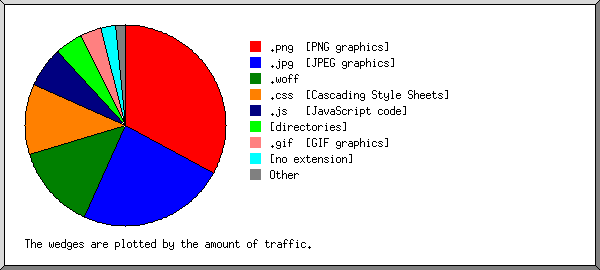 .png [PNG graphics]
.jpg [JPEG graphics]
.woff
.css [Cascading Style Sheets]
.js [JavaScript code]
[directories]
.gif [GIF graphics]
[no extension]
Other
The wedges are plotted by the amount of traffic.